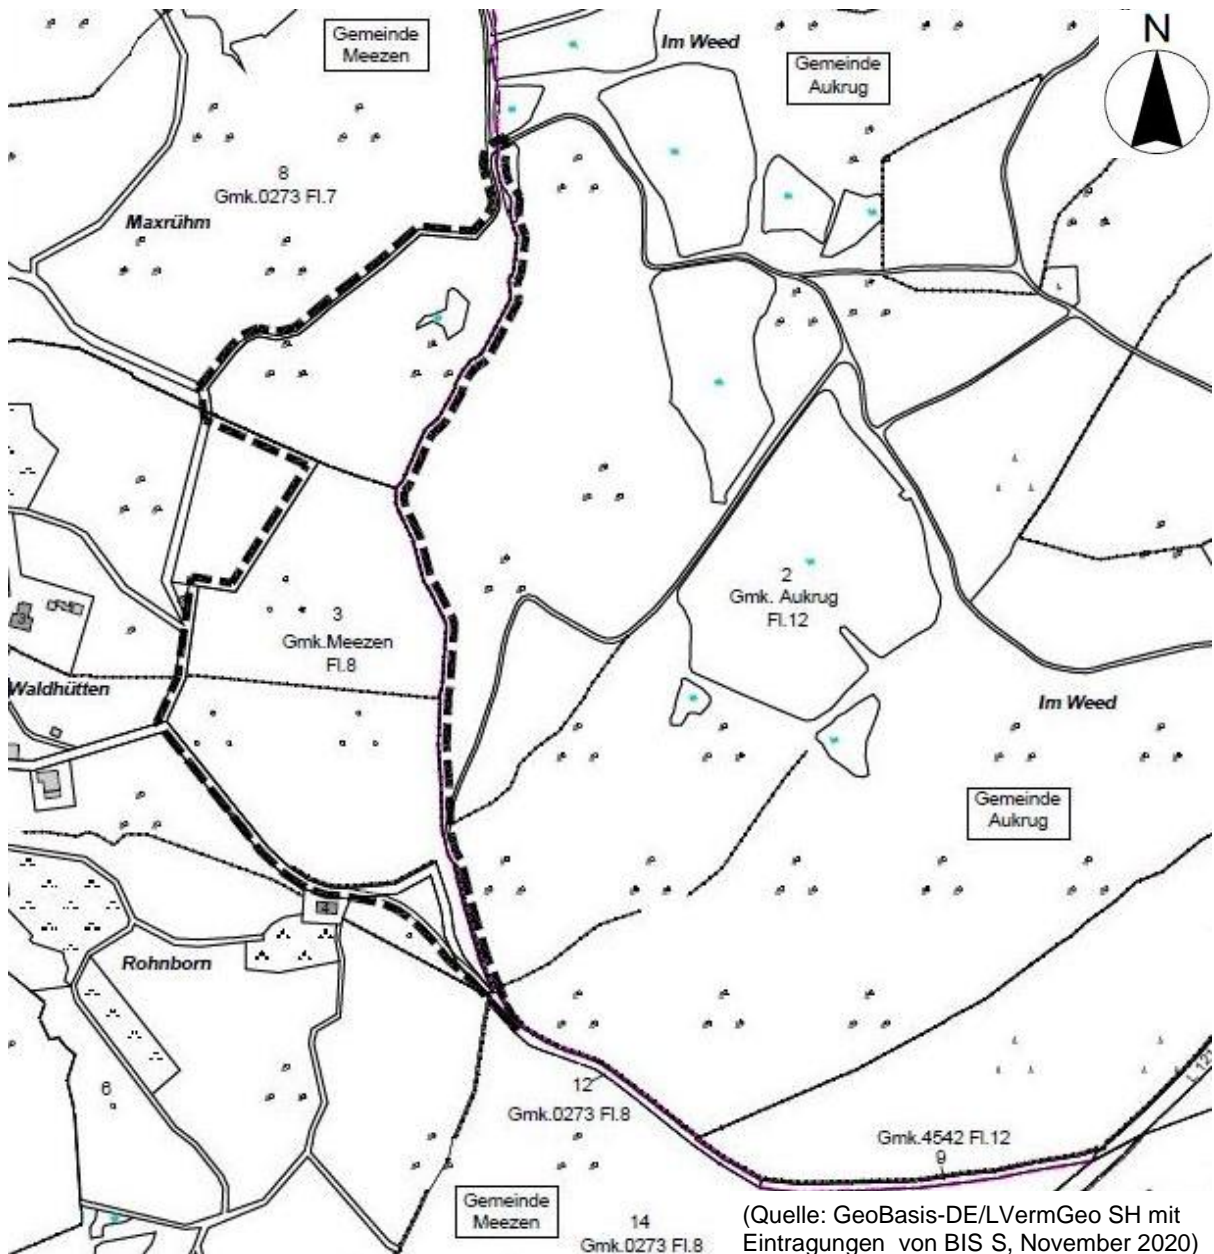 Gemeinde
Meezen
Im Weed
Gemeinde
Aukrug
N
8
Gmk.0273 Fl.7
Maxrühm
2
Gmk. Aukrug
Fl.12
3
Gmk.Meezen
Fl.8
Waldhütten
Im Weed
Gemeinde
Aukrug
4
Rohnborn
L 121
6
12
Gmk.0273 Fl.8
Gmk.4542 Fl.12
9
Gemeinde
Meezen
14
Gmk.0273 Fl.8
(Quelle: GeoBasis-DE/LVermGeo SH mit
Eintragungen von BIS S, November 2020)